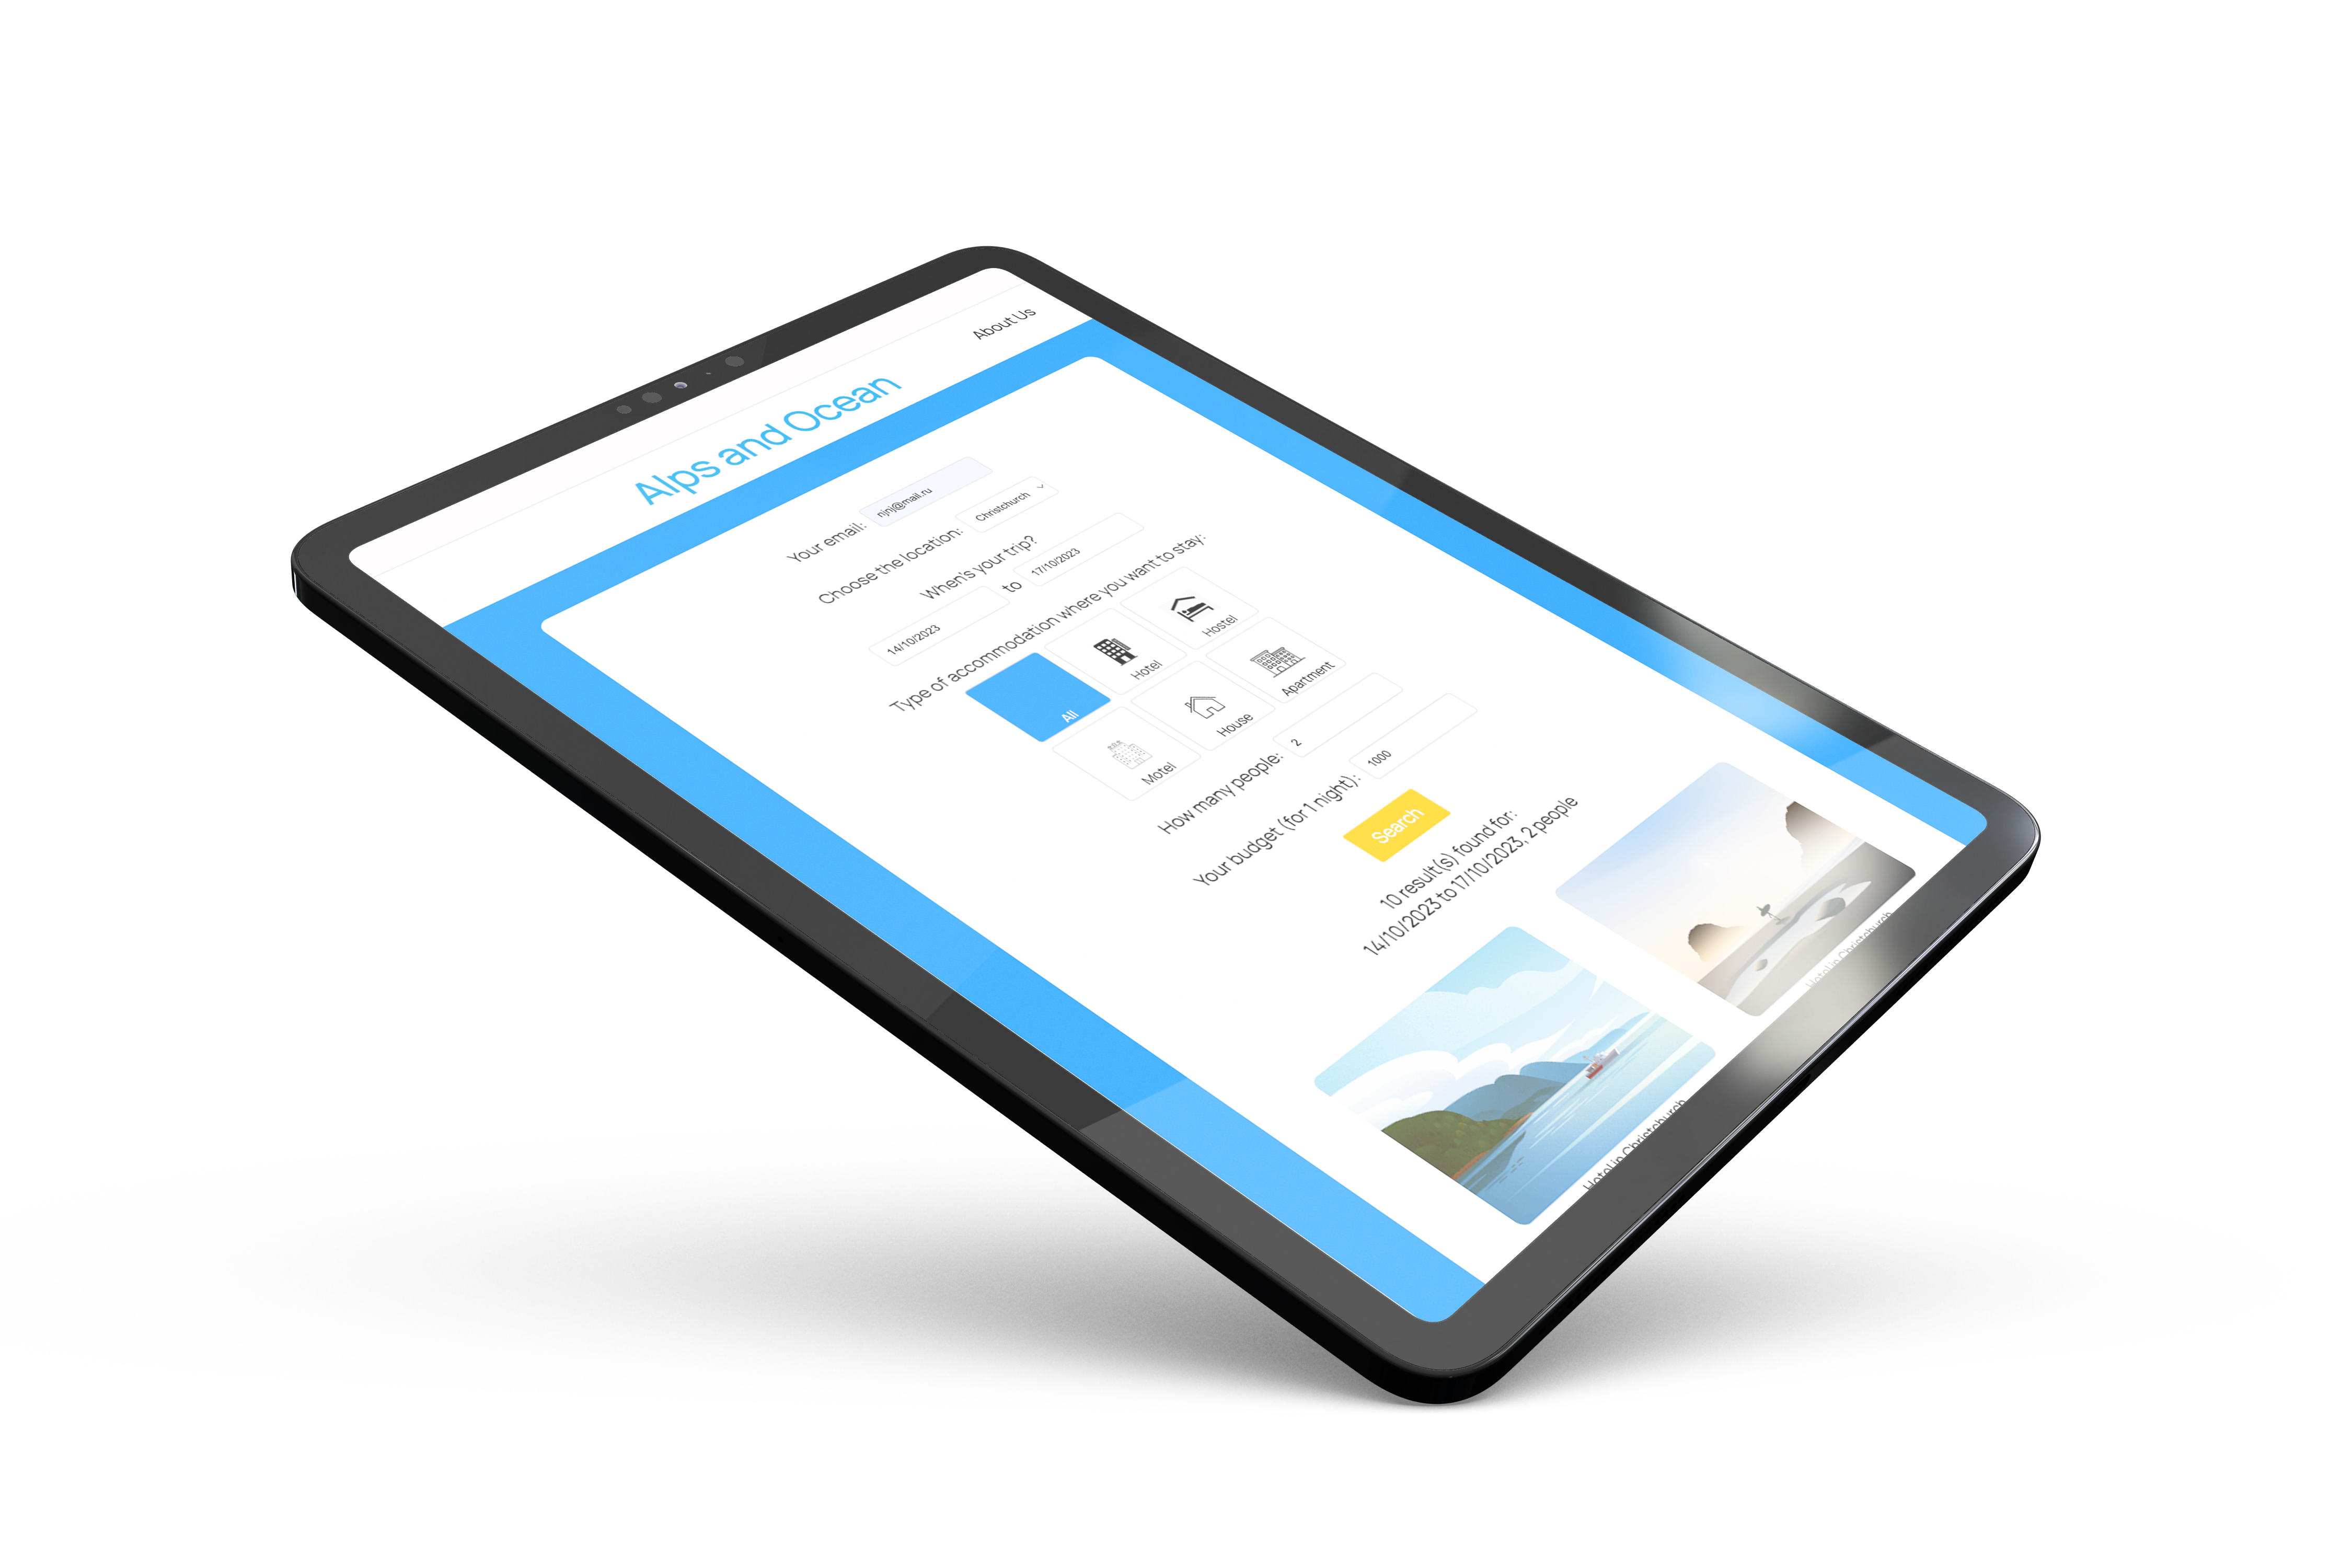 About Us
Alps and Ocean
Your email: njnj@mail.ru
Choose the location: Christchurch
When's your trip?
14/10/2023 to 17/10/2023
Type of accommodation where you want to stay:
All
Hotel
Hostel
Motel
House
Apartment
How many people: 2
Your budget (for 1 night): 1000
Search
10 result(s) found for:
14/10/2023 to 17/10/2023, 2 people
Hotel in Christchurch
Hotel in Christchurch